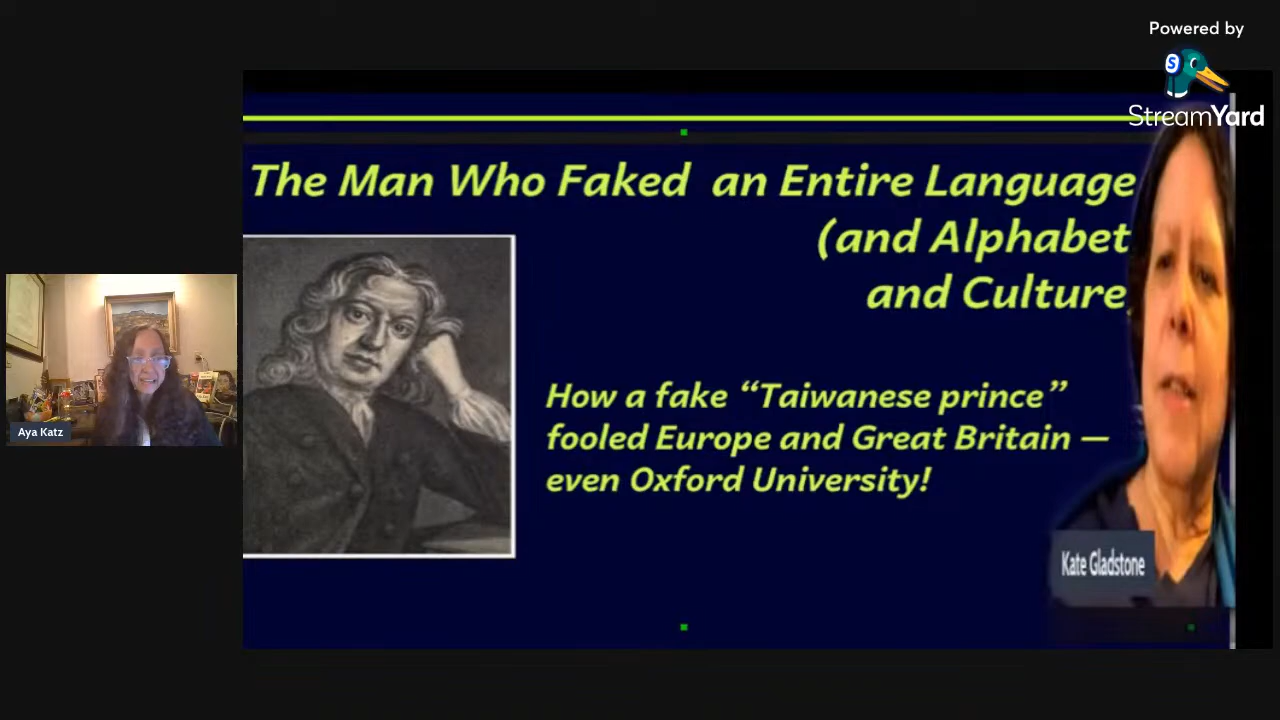 Powered by
S
StreamYard
The Man Who Faked an Entire Language
(and Alphabet
and Culture
How a fake “Taiwanese prince”
fooled Europe and Great Britain —
even Oxford University!
Aya Katz
Kate Gladstone